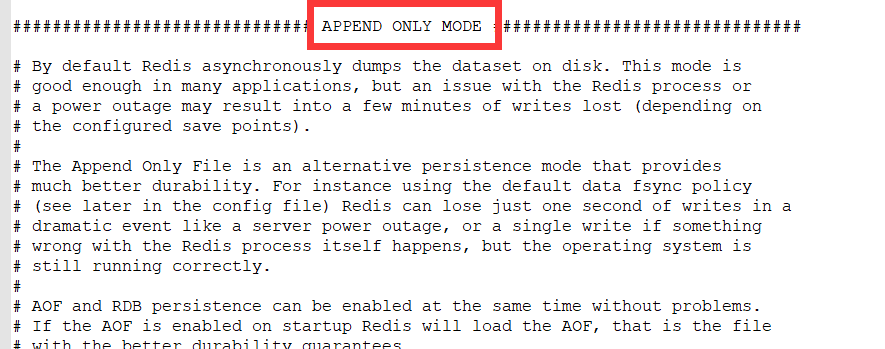 ############################## APPEND ONLY MODE ###############################
# By default Redis asynchronously dumps the dataset on disk. This mode is
# good enough in many applications, but an issue with the Redis process or
# a power outage may result into a few minutes of writes lost (depending on
# the configured save points).
#
# The Append Only File is an alternative persistence mode that provides
# much better durability. For instance using the default data fsync policy
# (see later in the config file) Redis can lose just one second of writes in a
# dramatic event like a server power outage, or a single write if something
# wrong with the Redis process itself happens, but the operating system is
# still running correctly.
#
# AOF and RDB persistence can be enabled at the same time without problems.
# If the AOF is enabled on startup Redis will load the AOF, that is the file
# with the better durability guarantees.